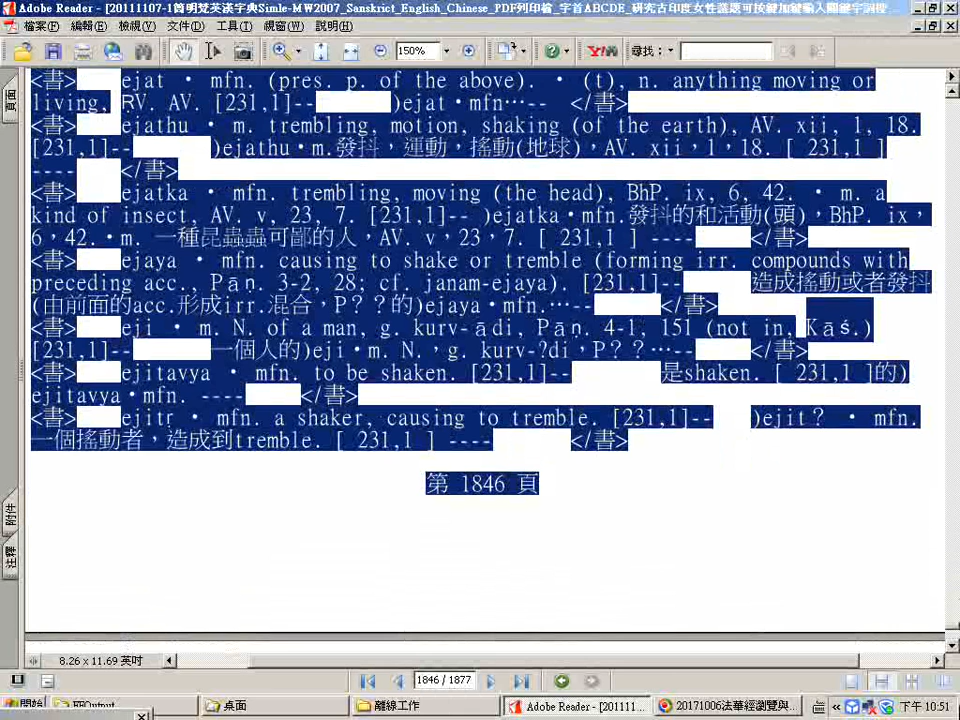 Adobe Reader - [20111107-1簡明梵英漢字典Simle-MW2007_Sanskrict_English_Chinese_PDF列印檔_字首ABCDE_研究古印度女性議題可按快
檔案(F) 編輯(E) 檢視(V) 文件(D) 工具(T) 視窗(W) 說明(H)
150% Y! 尋找:
頁面
<書> ejat • mfn. (pres. p. of the above). • (t), n. anything moving or
living, RV. AV. [231,1]-- )ejat•mfn…-- </書>
<書> ejathu • m. trembling, motion, shaking (of the earth), AV. xii, 1, 18.
[231,1]-- )ejathu•m.發抖,運動,搖動(地球),AV. xii,1,18. [ 231,1 ]
---- </書>
<書> ejatka • mfn. trembling, moving (the head), BhP. ix, 6, 42. • m. a
kind of insect, AV. v, 23, 7. [231,1]-- )ejatka•mfn.發抖的和活動(頭),BhP. ix,
6,42.•m. 一種昆蟲蟲可鄙的人,AV. v,23,7. [ 231,1 ] ---- </書>
<書> ejaya • mfn. causing to shake or tremble (forming irr. compounds with
preceding acc., Pāṇ. 3-2, 28; cf. janam-ejaya). [231,1]-- 造成搖動或者發抖
(由前面的acc.形成irr.混合,P??的)ejaya•mfn.…-- </書>
<書> eji • m. N. of a man, g. kurv-ādi, Pāṇ. 4-1, 151 (not in, Kāś.)
[231,1]-- 一個人的)eji•m. N.,g. kurv-?di,P??…-- </書>
<書> ejitavya • mfn. to be shaken. [231,1]-- 是shaken. [ 231,1 ]的)
ejitavya•mfn. ---- </書>
<書> ejitṛ • mfn. a shaker, causing to tremble. [231,1]-- )ejit? • mfn.
一個搖動者,造成到tremble. [ 231,1 ] ---- </書>
第 1846 頁
附件
注釋
8.26 x 11.69 英吋
1846 / 1877
開始 FFOutput 桌面 離線工作 Adobe Reader - [2011... 20171006法華經瀏覽與... 下午 10:51